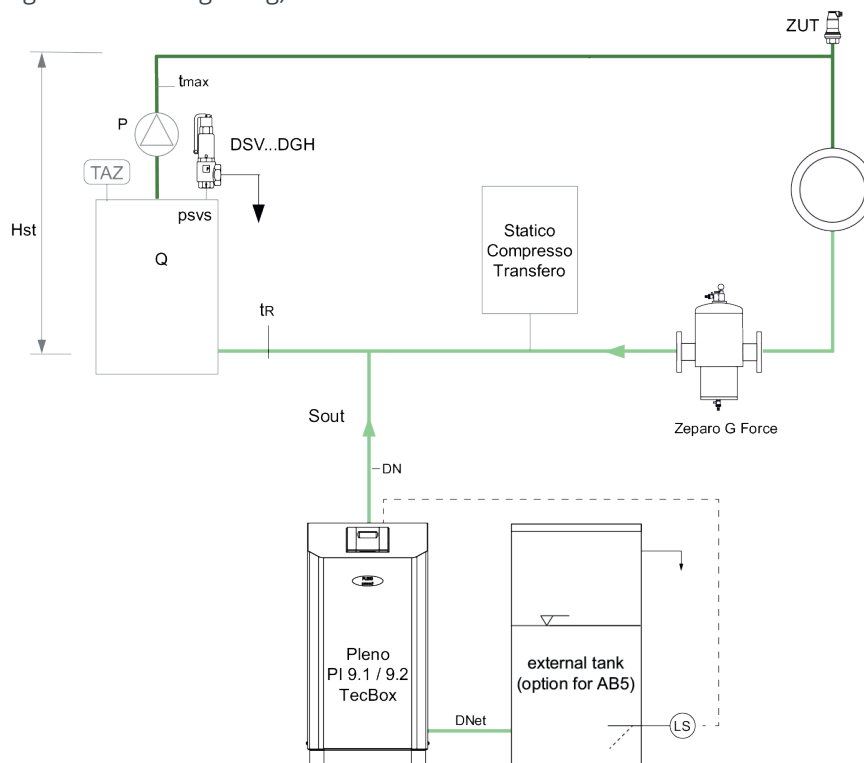 ZUT
tmax
P
DSV...DGH
TAZ
psvs
Hst
Q
Statico
Compresso
Transfero
tR
Zeparo G Force
Sout
DN
Pleno
PI 9.1 / 9.2
TecBox
external tank
(option for AB5)
DNet
LS